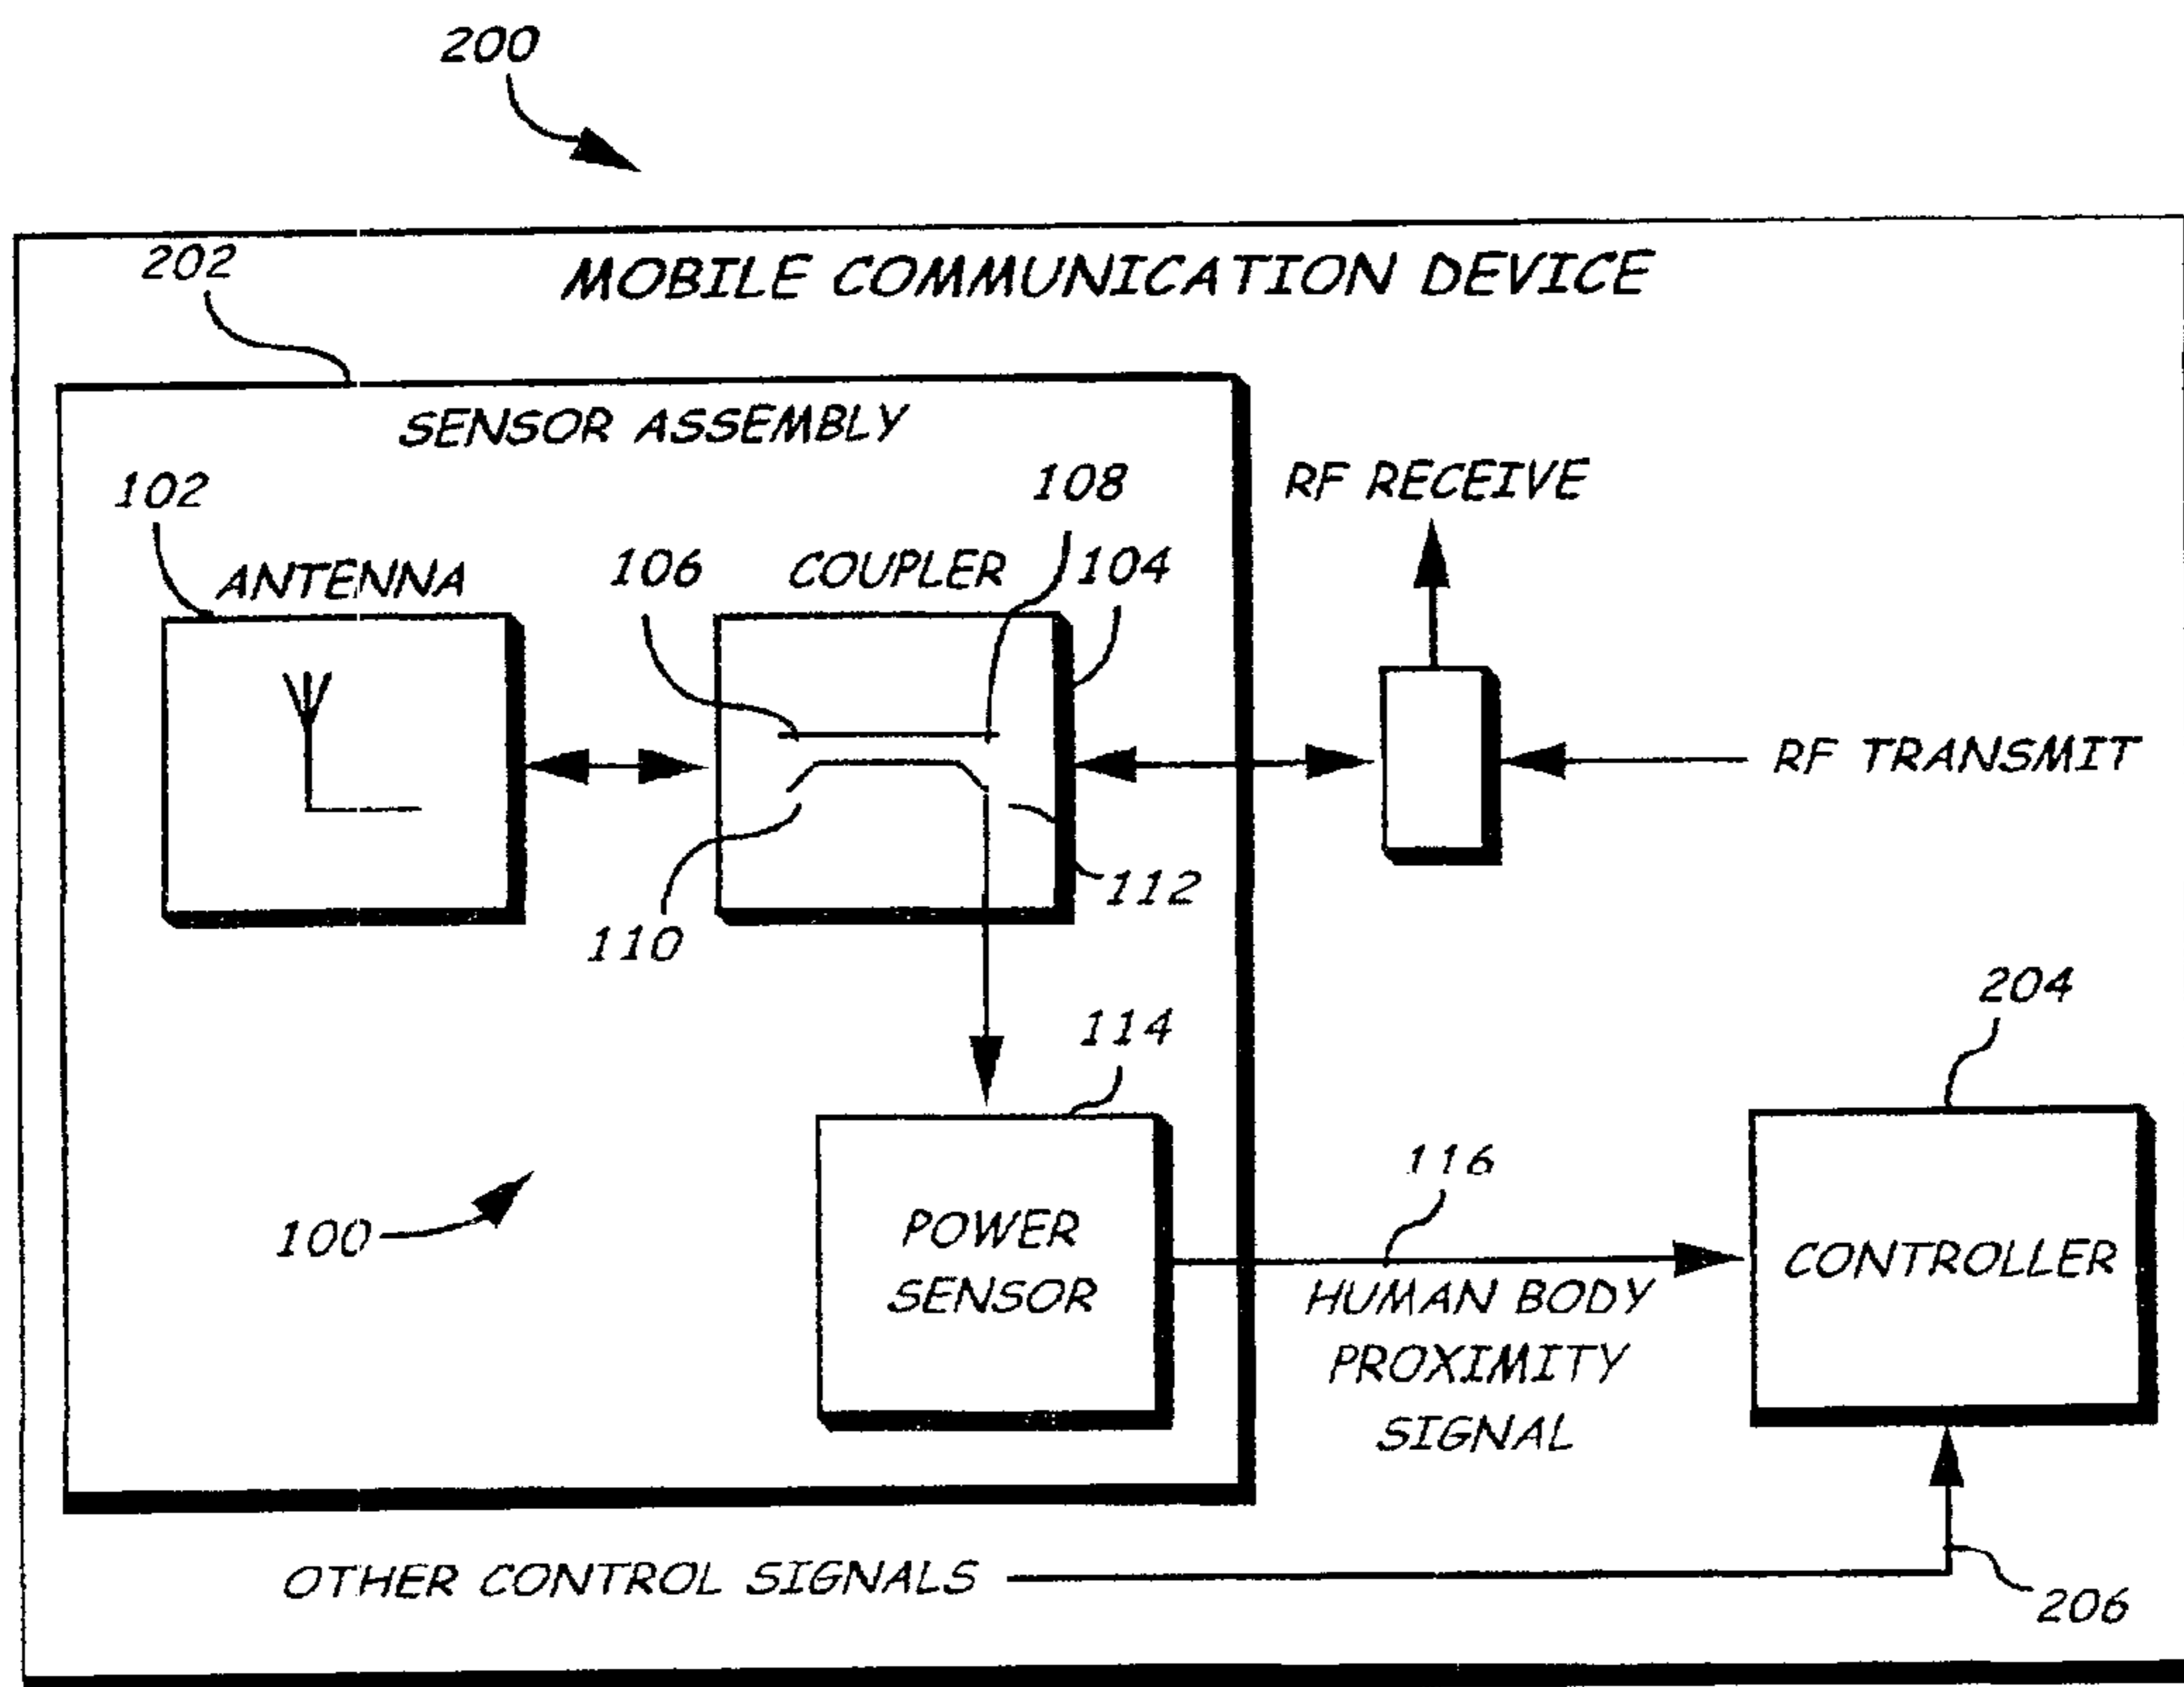 200
202
MOBILE COMMUNICATION DEVICE
SENSOR ASSEMBLY
102
ANTENNA
106
COUPLER
108
104
RF RECEIVE
RF TRANSMIT
110
112
114
204
100
POWER
SENSOR
116
HUMAN BODY
PROXIMITY
SIGNAL
CONTROLLER
OTHER CONTROL SIGNALS
206